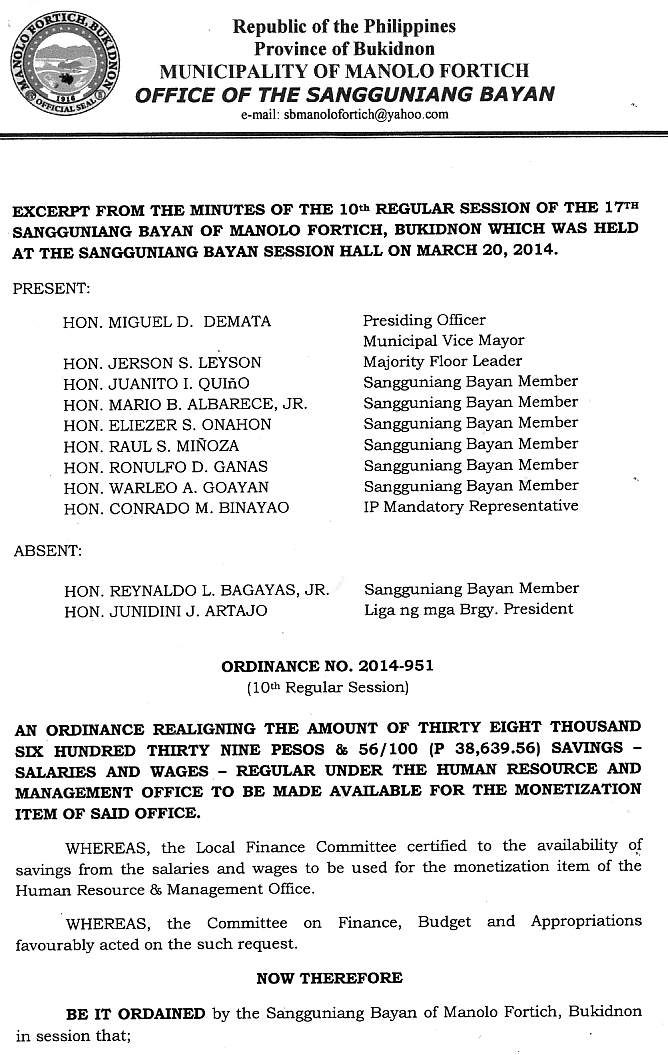 MANOLO FORTICH, BUKIDNON
1916
OFFICIAL SEAL
Republic of the Philippines
Province of Bukidnon
MUNICIPALITY OF MANOLO FORTICH
OFFICE OF THE SANGGUNIANG BAYAN
e-mail: sbmanolofortich@yahoo.com
EXCERPT FROM THE MINUTES OF THE 10th REGULAR SESSION OF THE 17TH
SANGGUNIANG BAYAN OF MANOLO FORTICH, BUKIDNON WHICH WAS HELD
AT THE SANGGUNIANG BAYAN SESSION HALL ON MARCH 20, 2014.
PRESENT:
HON. MIGUEL D. DEMATA Presiding Officer
Municipal Vice Mayor
HON. JERSON S. LEYSON Majority Floor Leader
HON. JUANITO I. QUIñO Sangguniang Bayan Member
HON. MARIO B. ALBARECE, JR. Sangguniang Bayan Member
HON. ELIEZER S. ONAHON Sangguniang Bayan Member
HON. RAUL S. MIÑOZA Sangguniang Bayan Member
HON. RONULFO D. GANAS Sangguniang Bayan Member
HON. WARLEO A. GOAYAN Sangguniang Bayan Member
HON. CONRADO M. BINAYAO IP Mandatory Representative
ABSENT:
HON. REYNALDO L. BAGAYAS, JR. Sangguniang Bayan Member
HON. JUNIDINI J. ARTAJO Liga ng mga Brgy. President
ORDINANCE NO. 2014-951
(10th Regular Session)
AN ORDINANCE REALIGNING THE AMOUNT OF THIRTY EIGHT THOUSAND
SIX HUNDRED THIRTY NINE PESOS & 56/100 (P 38,639.56) SAVINGS –
SALARIES AND WAGES – REGULAR UNDER THE HUMAN RESOURCE AND
MANAGEMENT OFFICE TO BE MADE AVAILABLE FOR THE MONETIZATION
ITEM OF SAID OFFICE.
WHEREAS, the Local Finance Committee certified to the availability of
savings from the salaries and wages to be used for the monetization item of the
Human Resource & Management Office.
WHEREAS, the Committee on Finance, Budget and Appropriations
favourably acted on the such request.
NOW THEREFORE
BE IT ORDAINED by the Sangguniang Bayan of Manolo Fortich, Bukidnon
in session that;